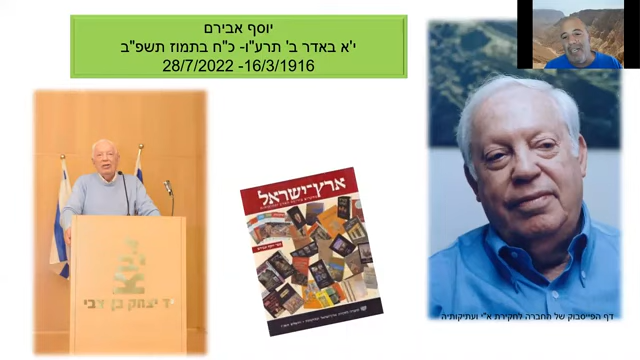 יוסף אבירם
י'א באדר ב' תרע"ו- כ"ח בתמוז תשפ"ב
28/7/2022 -16/3/1916
ארץ-ישראל
יד יצחק בן צבי
דף הפייסבוק של החברה לחקירת א"י ועתיקותיה